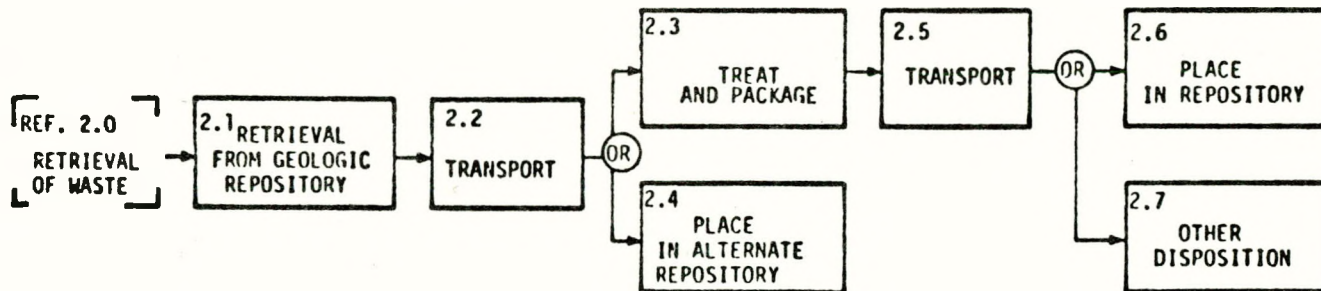 REF. 2.0
RETRIEVAL
OF WASTE
2.1
RETRIEVAL
FROM GEOLOGIC
REPOSITORY
2.2
TRANSPORT
OR
2.3
TREAT
AND PACKAGE
2.4
PLACE
IN ALTERNATE
REPOSITORY
2.5
TRANSPORT
OR
2.6
PLACE
IN REPOSITORY
2.7
OTHER
DISPOSITION